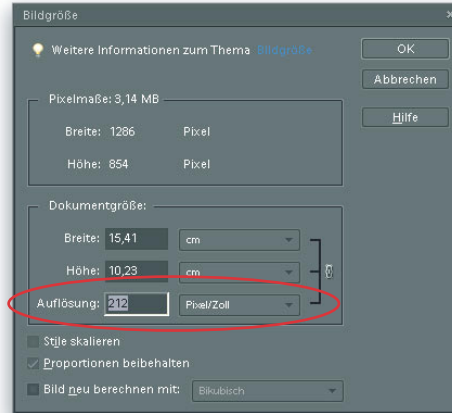 Bildgröße
Weitere Informationen zum Thema Bildgröße
OK
Abbrechen
Hilfe
Pixelmaße: 3,14 MB
Breite: 1286 Pixel
Höhe: 854 Pixel
Dokumentgröße:
Breite: 15,41 cm
Höhe: 10,23 cm
Auflösung: 212 Pixel/Zoll
Stile skalieren
Proportionen beibehalten
Bild neu berechnen mit: Bikubisch